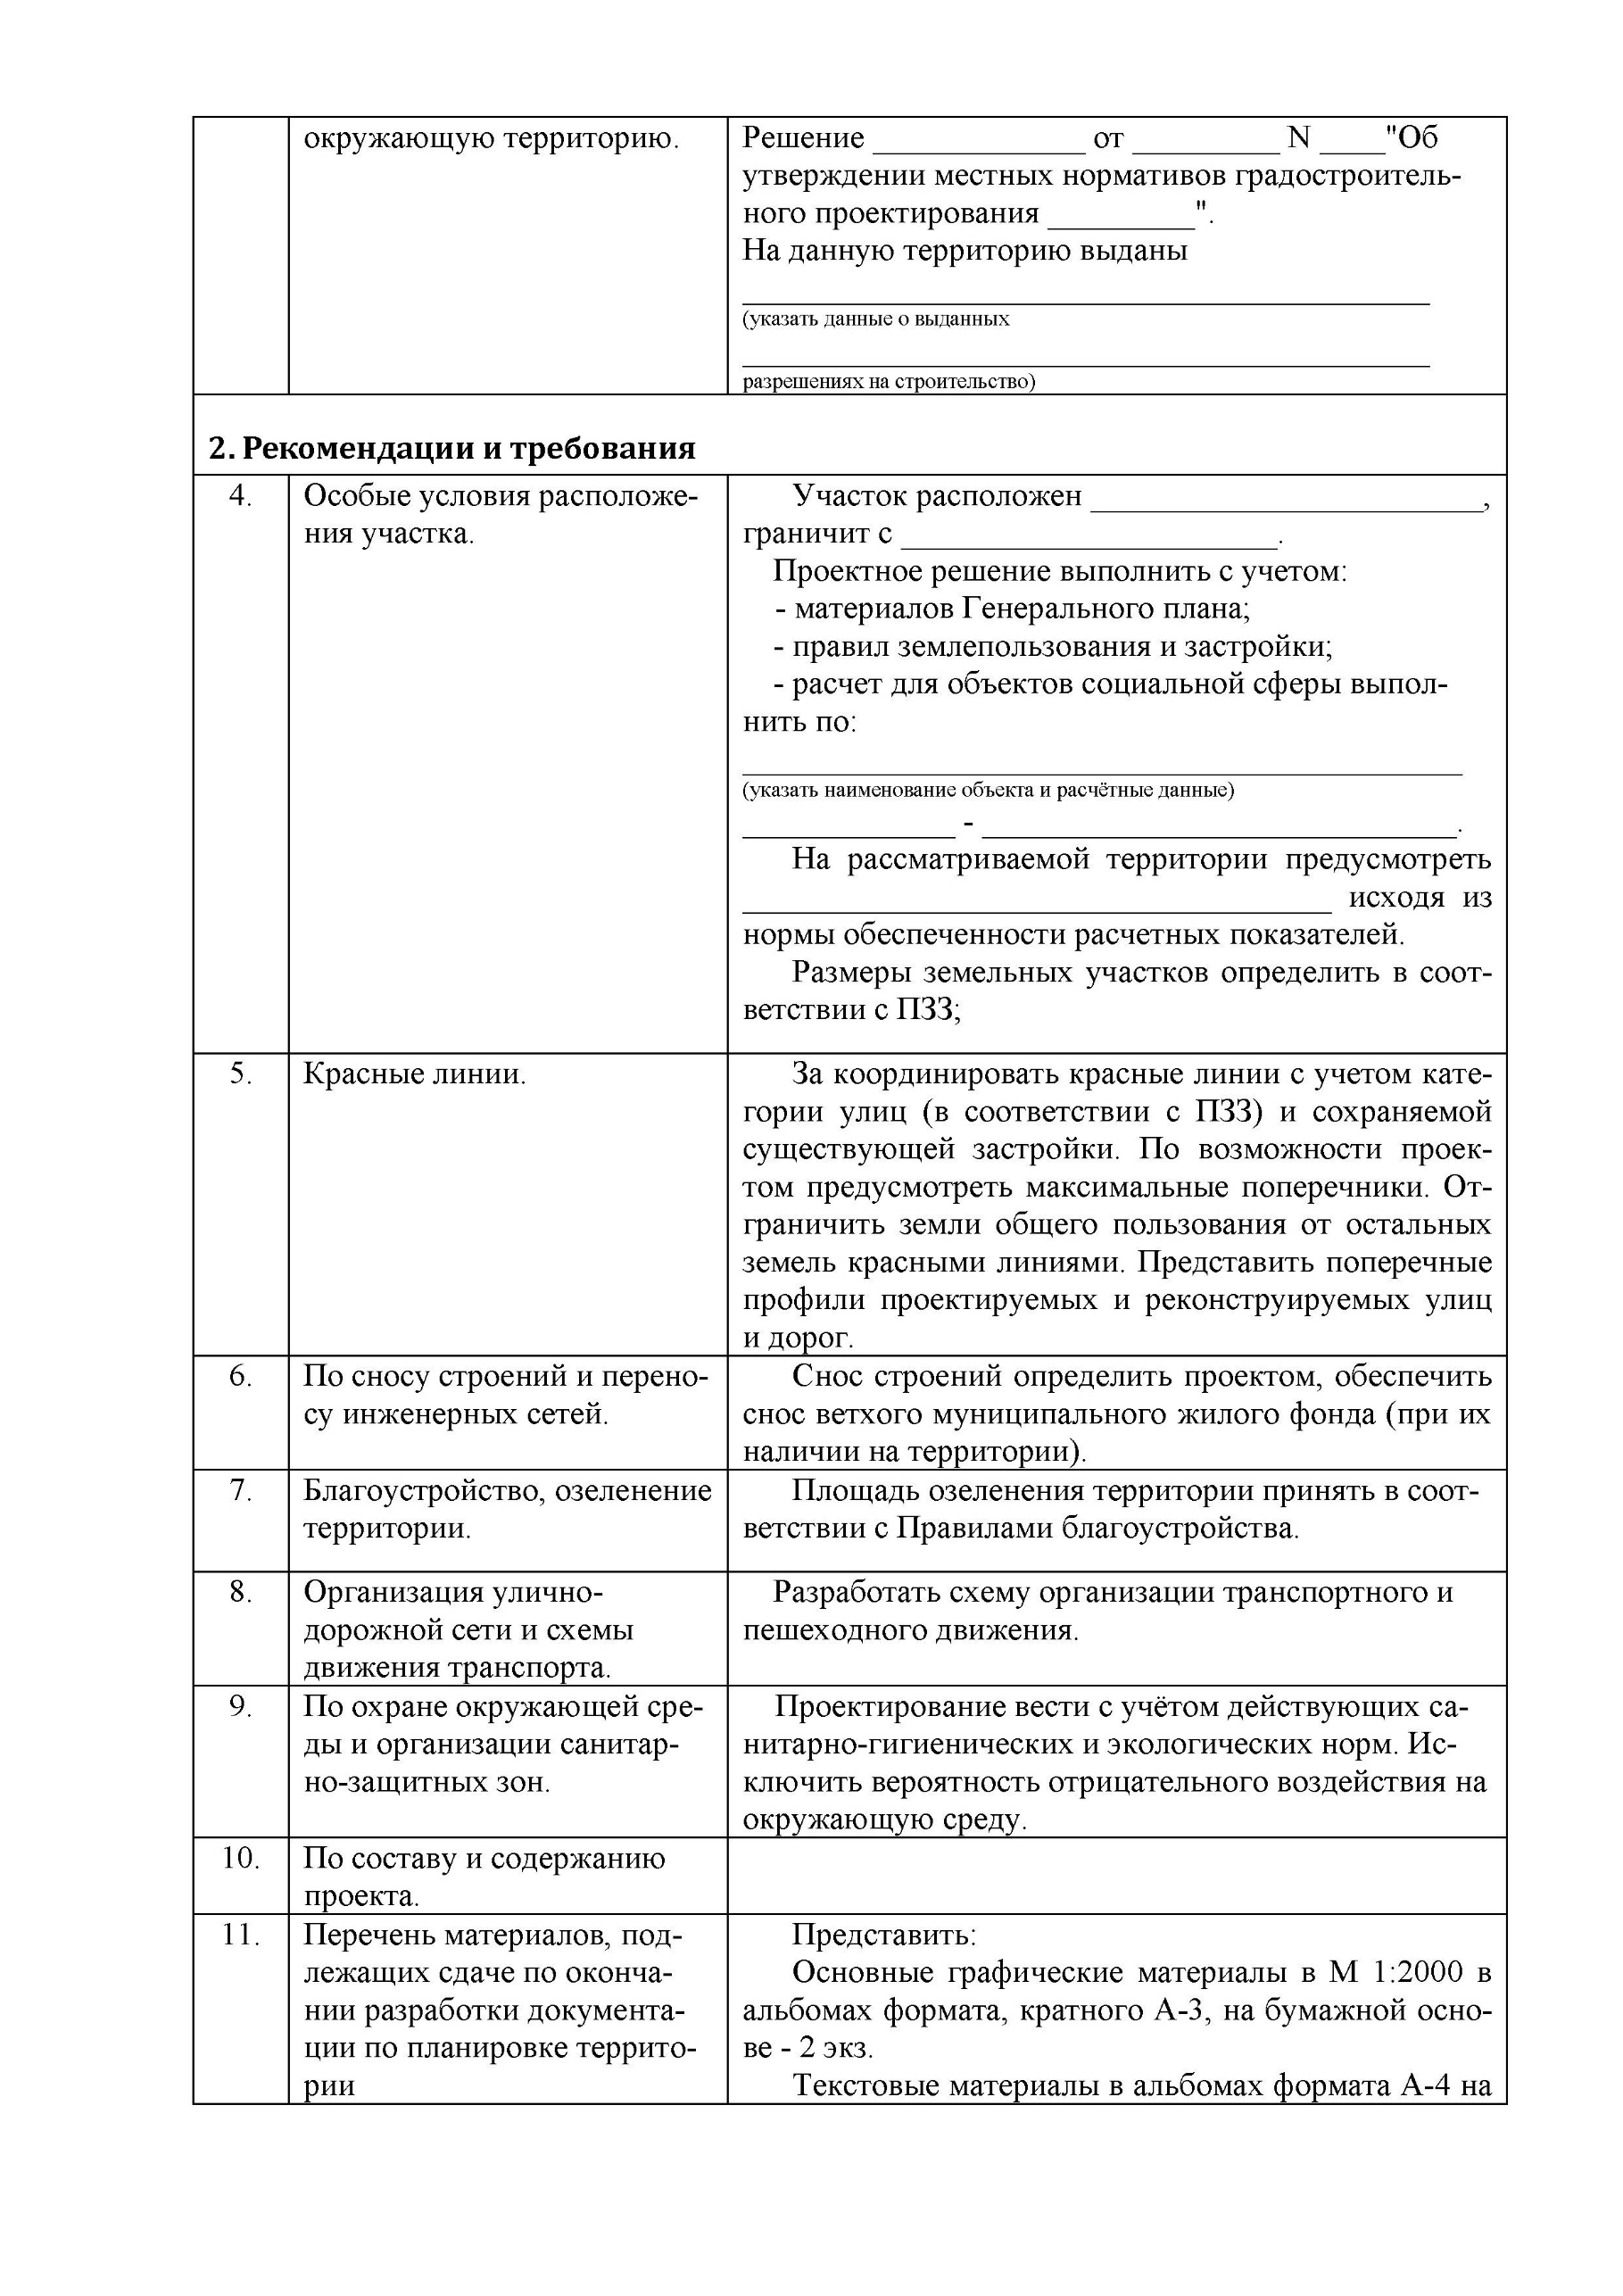 окружающую территорию.
Решение _____________ от _________ N ____"Об
утверждении местных нормативов градостроитель-
ного проектирования _________".
На данную территорию выданы
__________________________________________
(указать данные о выданных
__________________________________________
разрешениях на строительство)
2. Рекомендации и требования
4.
Особые условия расположе-
ния участка.
Участок расположен ________________________,
граничит с _______________________.
Проектное решение выполнить с учетом:
- материалов Генерального плана;
- правил землепользования и застройки;
- расчет для объектов социальной сферы выпол-
нить по:
____________________________________________
(указать наименование объекта и расчётные данные)
_____________ - _____________________________.
На рассматриваемой территории предусмотреть
____________________________________ исходя из
нормы обеспеченности расчетных показателей.
Размеры земельных участков определить в соот-
ветствии с ПЗЗ;
5.
Красные линии.
За координировать красные линии с учетом кате-
гории улиц (в соответствии с ПЗЗ) и сохраняемой
существующей застройки. По возможности проек-
том предусмотреть максимальные поперечники. От-
граничить земли общего пользования от остальных
земель красными линиями. Представить поперечные
профили проектируемых и реконструируемых улиц
и дорог.
6.
По сносу строений и перено-
су инженерных сетей.
Снос строений определить проектом, обеспечить
снос ветхого муниципального жилого фонда (при их
наличии на территории).
7.
Благоустройство, озеленение
территории.
Площадь озеленения территории принять в соот-
ветствии с Правилами благоустройства.
8.
Организация улично-
дорожной сети и схемы
движения транспорта.
Разработать схему организации транспортного и
пешеходного движения.
9.
По охране окружающей сре-
ды и организации санитар-
но-защитных зон.
Проектирование вести с учётом действующих са-
нитарно-гигиенических и экологических норм. Ис-
ключить вероятность отрицательного воздействия на
окружающую среду.
10.
По составу и содержанию
проекта.
11.
Перечень материалов, под-
лежащих сдаче по оконча-
нии разработки документа-
ции по планировке террито-
рии
Представить:
Основные графические материалы в М 1:2000 в
альбомах формата, кратного А-3, на бумажной осно-
ве - 2 экз.
Текстовые материалы в альбомах формата А-4 на